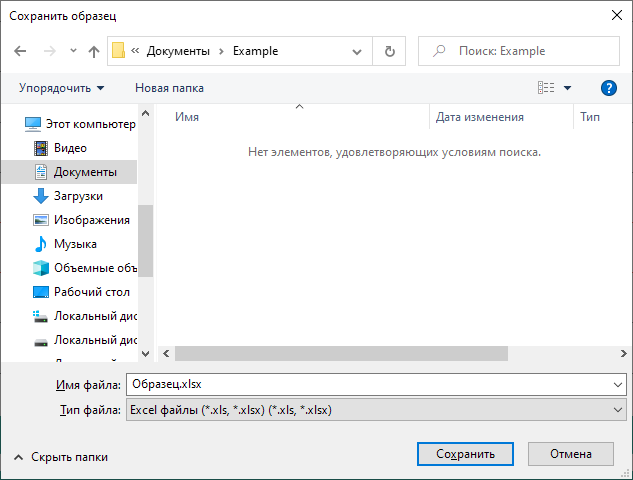 Сохранить образец
« Документы › Example
Поиск: Example
Упорядочить
Новая папка
?
Этот компьютер
Видео
Документы
Загрузки
Изображения
Музыка
Объемные объ
Рабочий стол
Локальный дис
Локальный дис
Имя
Дата изменения
Тип
Нет элементов, удовлетворяющих условиям поиска.
Имя файла: Образец.xlsx
Тип файла: Excel файлы (*.xls, *.xlsx) (*.xls, *.xlsx)
Скрыть папки
Сохранить
Отмена